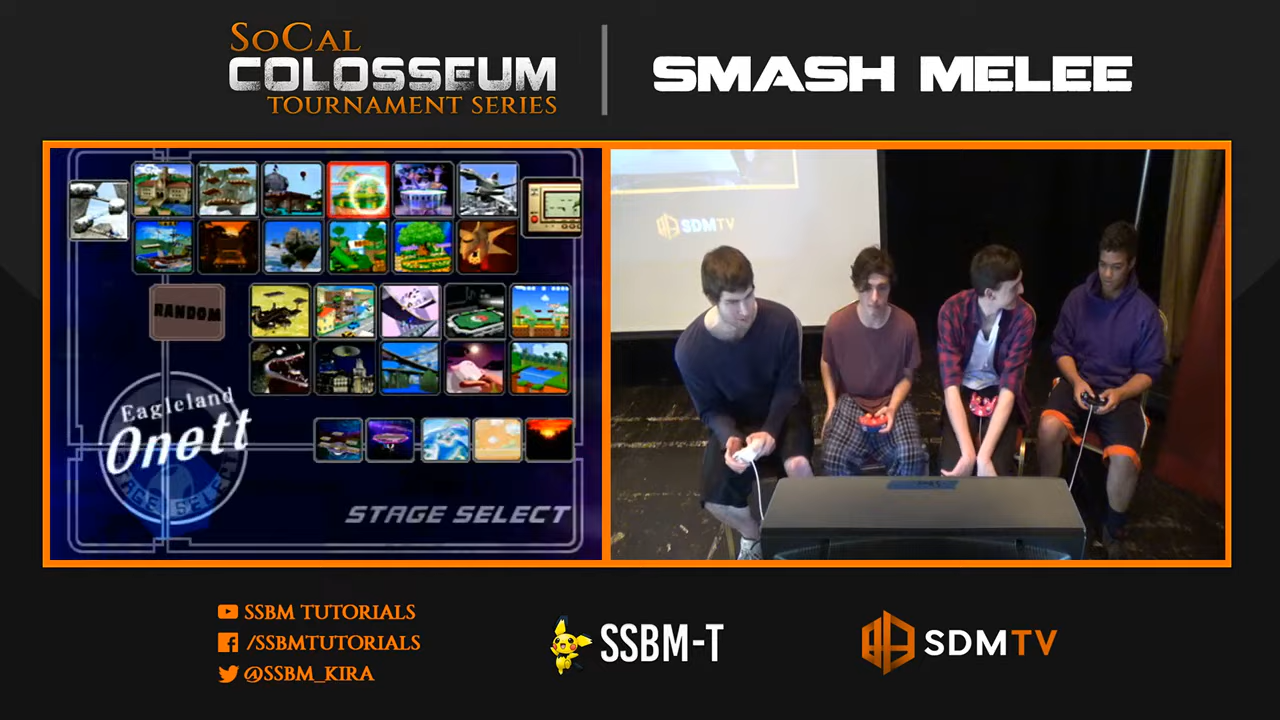 SoCal
COLOSSEUM
TOURNAMENT SERIES
SMASH MELEE
SDMTV
RANDOM
Eagleland
Onett
STAGE SELECT
SSBM TUTORIALS
/SSBMTUTORIALS
@SSBM_KIRA
SSBM-T
SDMTV